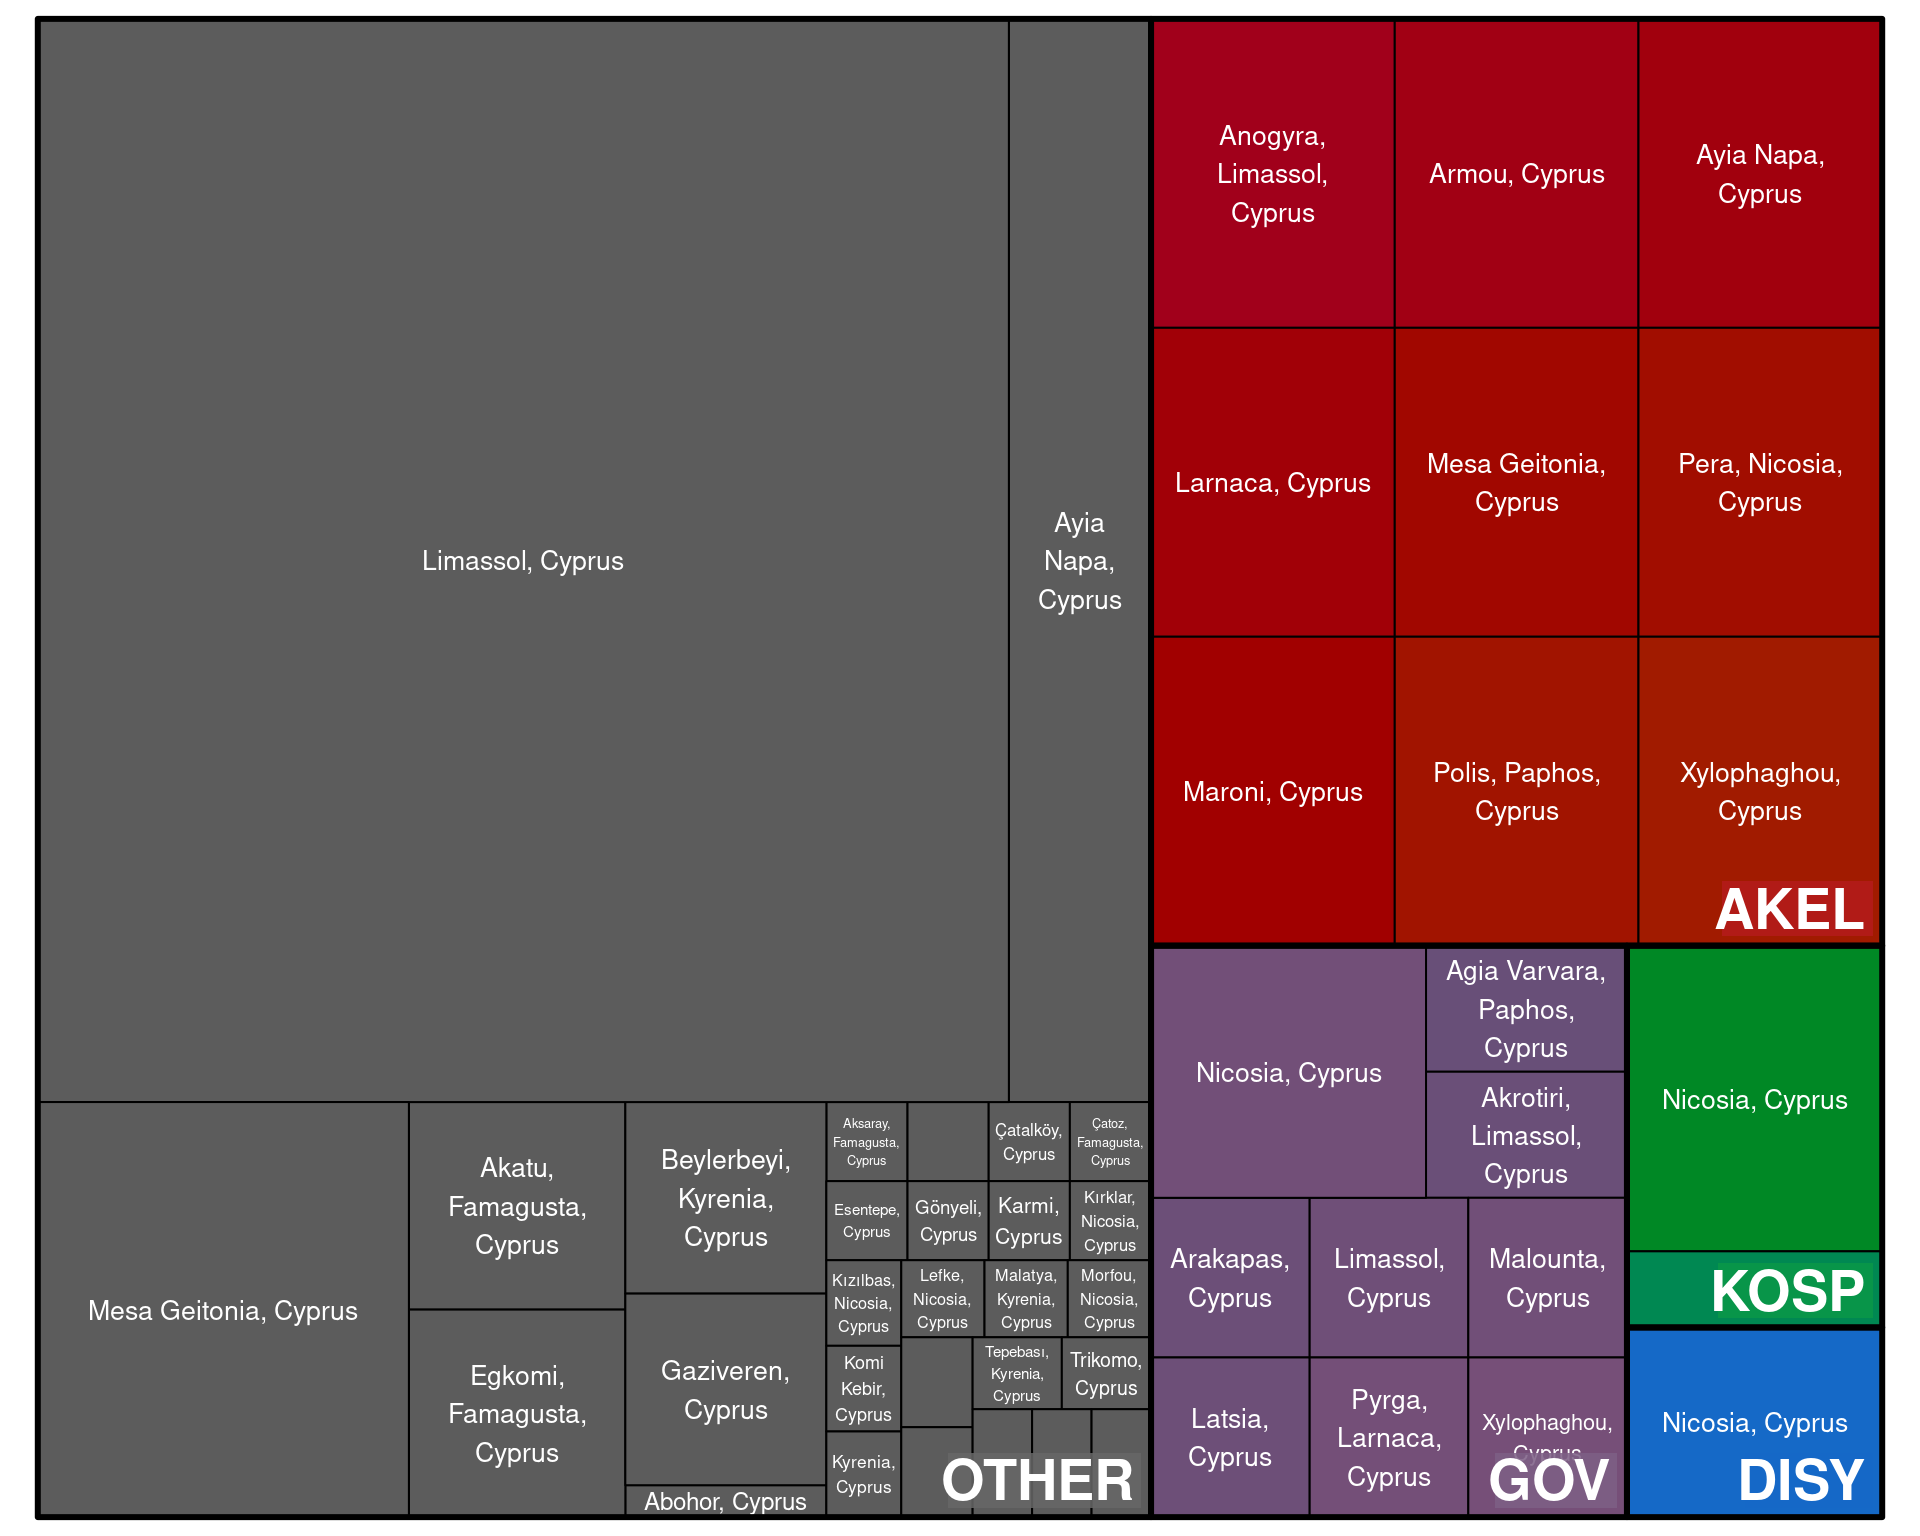 Limassol, Cyprus
Ayia
Napa,
Cyprus
Mesa Geitonia, Cyprus
Akatu,
Famagusta,
Cyprus
Egkomi,
Famagusta,
Cyprus
Beylerbeyi,
Kyrenia,
Cyprus
Gaziveren,
Cyprus
Abohor, Cyprus
Aksaray,
Famagusta,
Cyprus
Çatalköy,
Cyprus
Çatoz,
Famagusta,
Cyprus
Esentepe,
Cyprus
Gönyeli,
Cyprus
Karmi,
Cyprus
Kırklar,
Nicosia,
Cyprus
Kızılbas,
Nicosia,
Cyprus
Lefke,
Nicosia,
Cyprus
Malatya,
Kyrenia,
Cyprus
Morfou,
Nicosia,
Cyprus
Komi
Kebir,
Cyprus
Tepebası,
Kyrenia,
Cyprus
Trikomo,
Cyprus
Kyrenia,
Cyprus
OTHER
Anogyra,
Limassol,
Cyprus
Armou, Cyprus
Ayia Napa,
Cyprus
Larnaca, Cyprus
Mesa Geitonia,
Cyprus
Pera, Nicosia,
Cyprus
Maroni, Cyprus
Polis, Paphos,
Cyprus
Xylophaghou,
Cyprus
AKEL
Nicosia, Cyprus
Agia Varvara,
Paphos,
Cyprus
Akrotiri,
Limassol,
Cyprus
Arakapas,
Cyprus
Limassol,
Cyprus
Malounta,
Cyprus
Latsia,
Cyprus
Pyrga,
Larnaca,
Cyprus
Xylophaghou,
Cyprus
GOV
Nicosia, Cyprus
KOSP
Nicosia, Cyprus
DISY